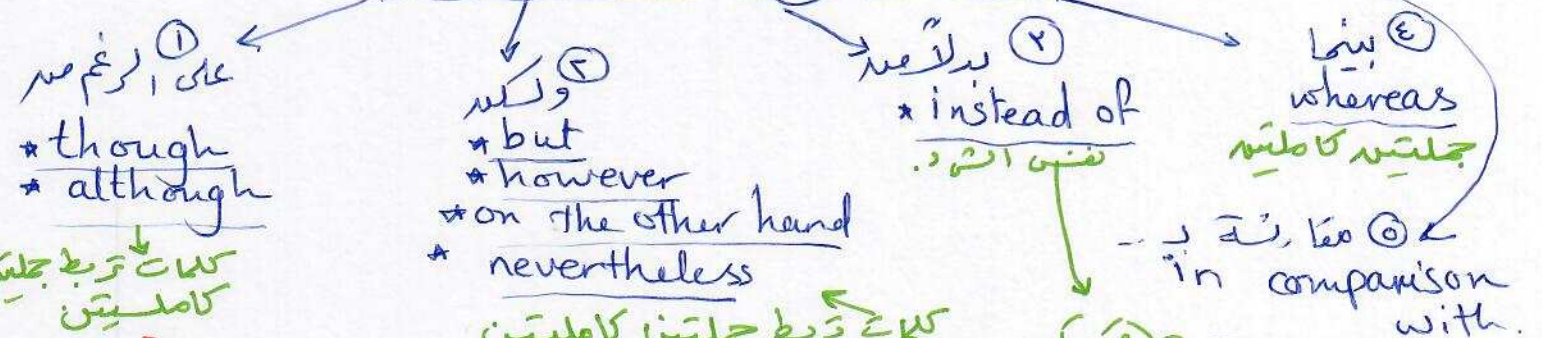 ① على الرغم من
* though
* although
كلمات تربط جملتين
كاملتين
② ولكن
* but
* however
* on the other hand
* nevertheless
كلمات تربط جملتين كاملتين
③ بدلاً من
* instead of
نفس الشرود.
④ بينما
whereas
جملتين كاملتين
⑤ مقارنة بـ ..
in comparison
with.